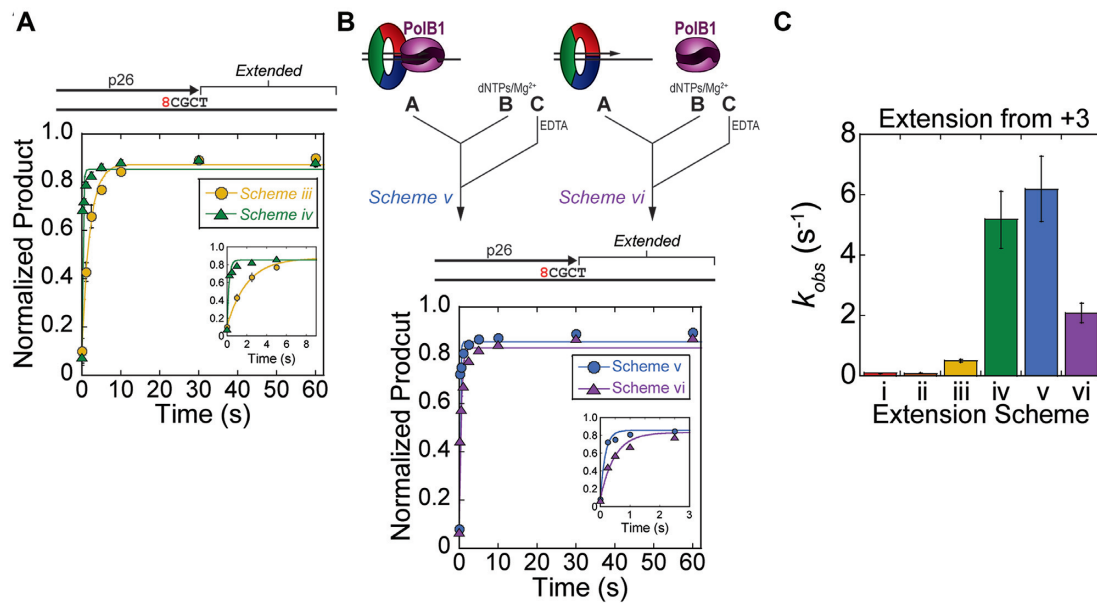 A
p26
Extended
8CGCT
Normalized Product
1.0
0.8
0.6
0.4
0.2
0
Scheme iii
Scheme iv
1.0
0.8
0.6
0.4
0.2
0
0 2 4 6 8
Time (s)
0 10 20 30 40 50 60
Time (s)
B
PolB1
dNTPs/Mg2+
A B C
EDTA
Scheme v
PolB1
dNTPs/Mg2+
A B C
EDTA
Scheme vi
p26
Extended
8CGCT
Normalized Prodcut
1.0
0.8
0.6
0.4
0.2
0
Scheme v
Scheme vi
1.0
0.8
0.6
0.4
0.2
0
0 1 2 3
Time (s)
0 10 20 30 40 50 60
Time (s)
C
Extension from +3
kobs (s-1)
8
6
4
2
0
i ii iii iv v vi
Extension Scheme